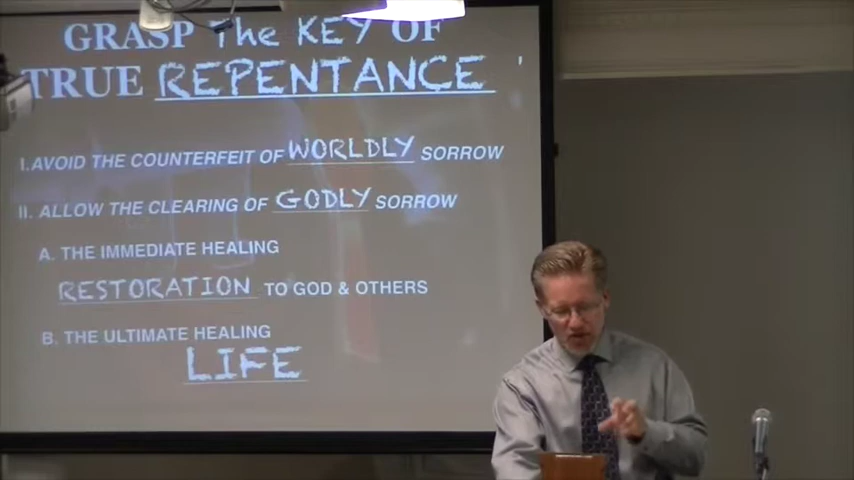 GRASP The KEY OF
TRUE REPENTANCE
I. AVOID THE COUNTERFEIT OF WORLDLY SORROW
II. ALLOW THE CLEARING OF GODLY SORROW
A. THE IMMEDIATE HEALING
RESTORATION TO GOD & OTHERS
B. THE ULTIMATE HEALING
LIFE